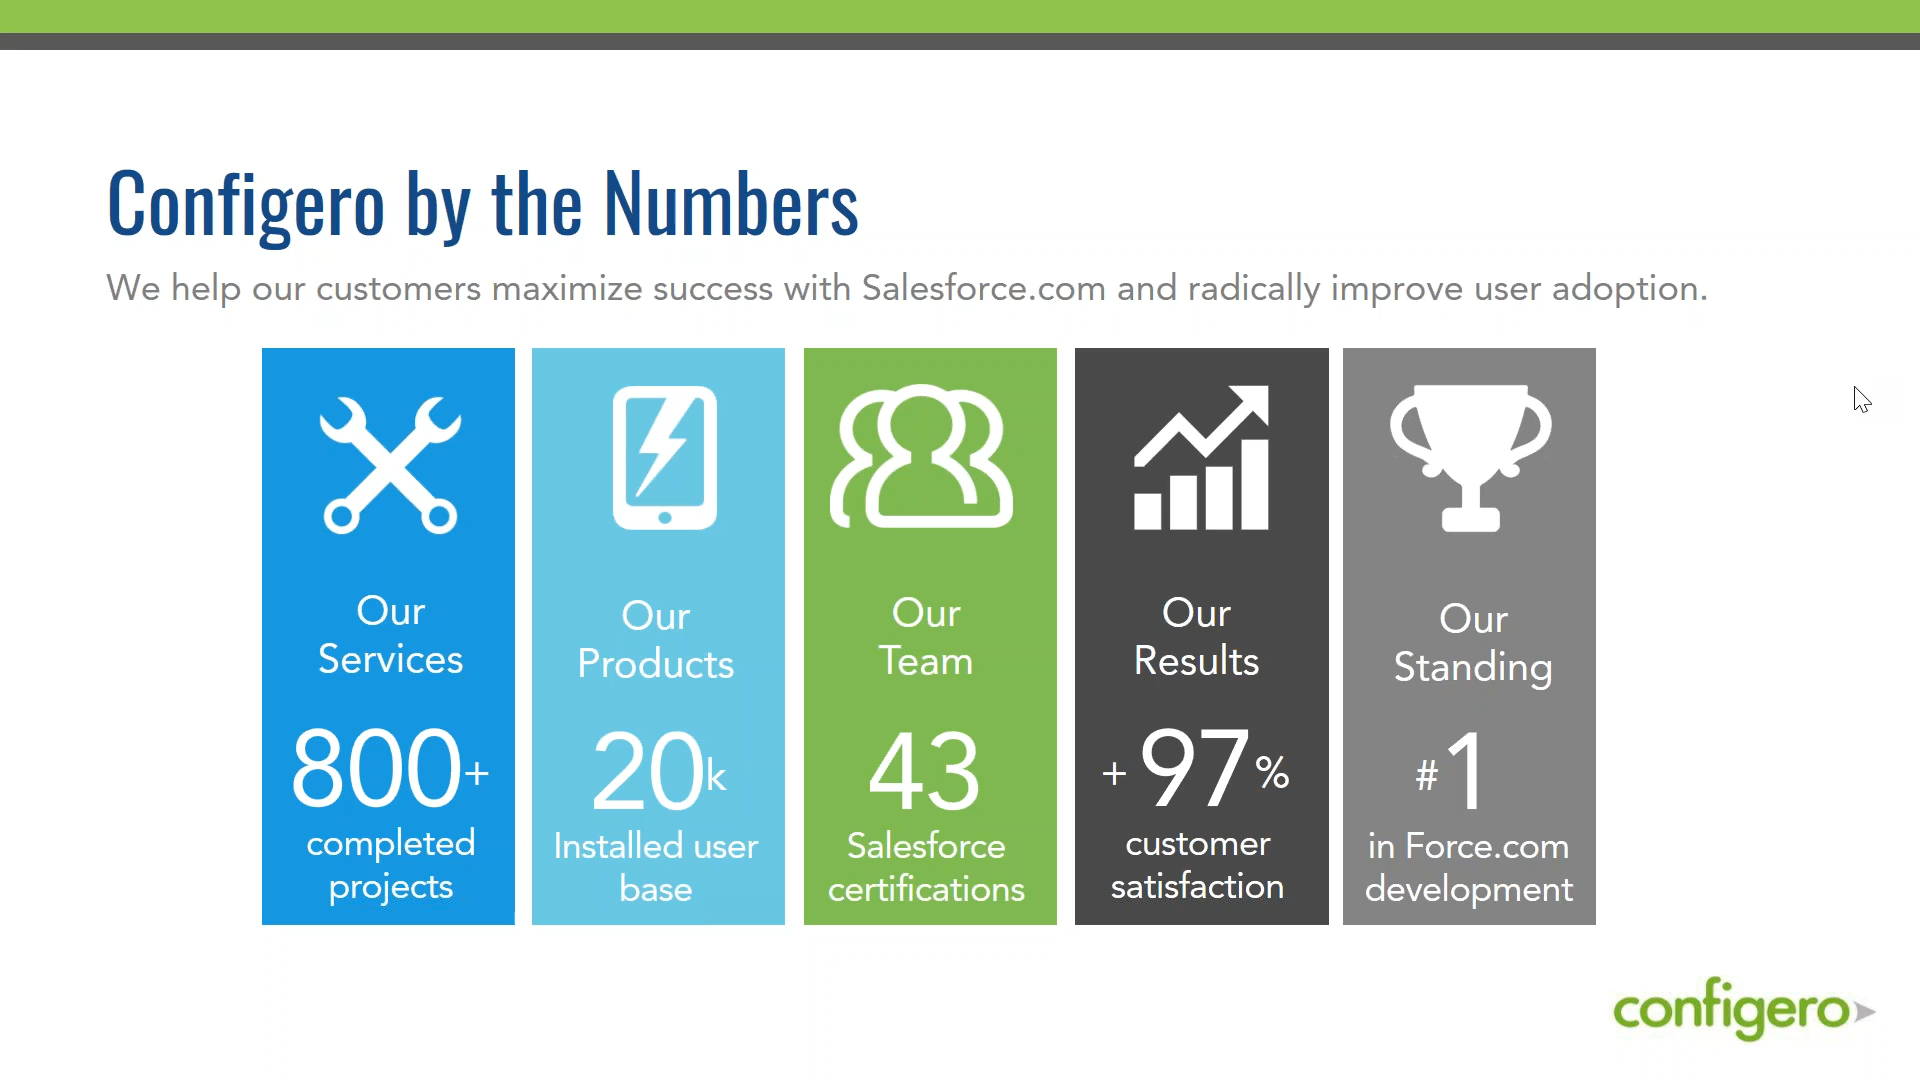 Configero by the Numbers
We help our customers maximize success with Salesforce.com and radically improve user adoption.
Our
Services
800+
completed
projects
Our
Products
20k
Installed user
base
Our
Team
43
Salesforce
certifications
Our
Results
+97%
customer
satisfaction
Our
Standing
#1
in Force.com
development
configero